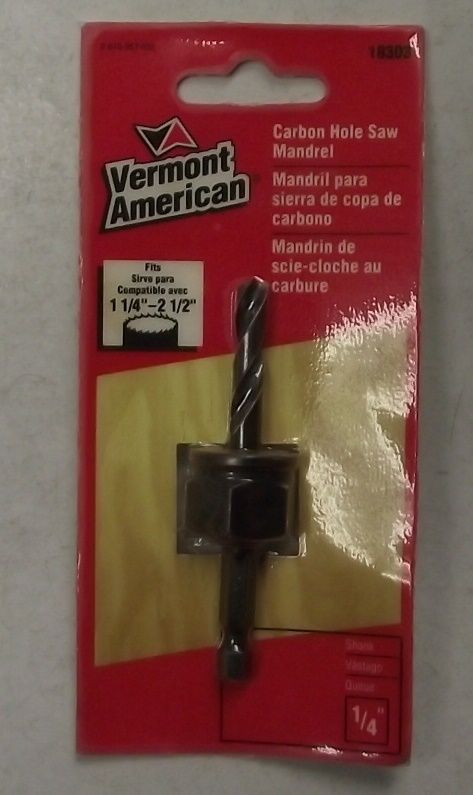 18303
Vermont
American
Carbon Hole Saw
Mandrel
Mandril para
sierra de copa de
carbono
Mandrin de
scie-cloche au
carbure
Fits
Sirve para
Compatible avec
1 1/4"–2 1/2"
Shank
Vástago
1/4"